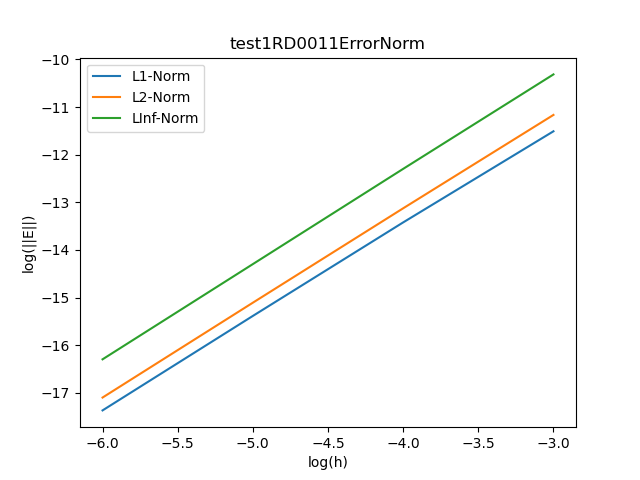 test1RD0011ErrorNorm
L1-Norm
L2-Norm
LInf-Norm
log(||E||)
−10
−11
−12
−13
−14
−15
−16
−17
−6.0 −5.5 −5.0 −4.5 −4.0 −3.5 −3.0
log(h)